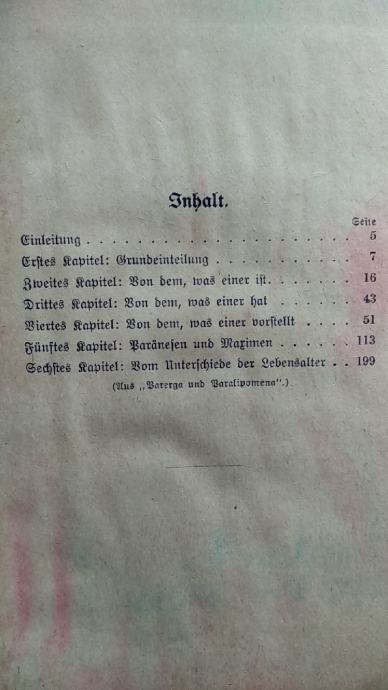 Inhalt.
Seite
Einleitung . . . . . . . . . . . . . . . . . . . . 5
Erstes Kapitel: Grundeinteilung . . . . . . . . . . 7
Zweites Kapitel: Von dem, was einer ist. . . . . . 16
Drittes Kapitel: Von dem, was einer hat . . . . . 43
Viertes Kapitel: Von dem, was einer vorstellt . . . . 51
Fünftes Kapitel: Paränesen und Maximen . . . . . 113
Sechstes Kapitel: Vom Unterschiede der Lebensalter . . 199
(Aus „Parerga und Paralipomena“.)